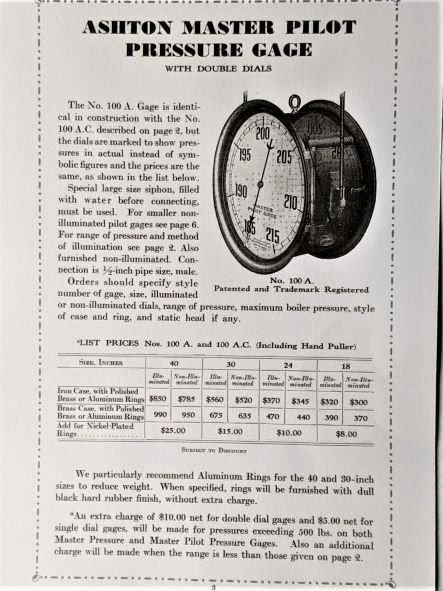 ASHTON MASTER PILOT
PRESSURE GAGE
WITH DOUBLE DIALS
The No. 100 A. Gage is identi-
cal in construction with the No.
100 A.C. described on page 2, but
the dials are marked to show pres-
sures in actual instead of sym-
bolic figures and the prices are the
same, as shown in the list below.
Special large size siphon, filled
with water before connecting,
must be used. For smaller non-
illuminated pilot gages see page 6.
For range of pressure and method
of illumination see page 2. Also
furnished non-illuminated. Con-
nection is ½-inch pipe size, male.
Orders should specify style
number of gage, size, illuminated
or non-illuminated dials, range of pressure, maximum boiler pressure, style
of case and ring, and static head if any.
200
195 205
190 210
185 215
MASTER
PILOT GAGE
No. 100 A.
Patented and Trademark Registered
*LIST PRICES Nos. 100 A. and 100 A.C. (Including Hand Puller)
SIZE, INCHES 40 30 24 18
Illu-minated Non-Illu-minated Illu-minated Non-Illu-minated Illu-minated Non-Illu-minated Illu-minated Non-Illu-minated
Iron Case, with Polished
Brass or Aluminum Rings $850 $785 $560 $520 $370 $345 $320 $300
Brass Case, with Polished
Brass or Aluminum Rings 990 950 675 635 470 440 390 370
Add for Nickel-Plated
Rings................ $25.00 $15.00 $10.00 $8.00
SUBJECT TO DISCOUNT
We particularly recommend Aluminum Rings for the 40 and 30-inch
sizes to reduce weight. When specified, rings will be furnished with dull
black hard rubber finish, without extra charge.
*An extra charge of $10.00 net for double dial gages and $5.00 net for
single dial gages, will be made for pressures exceeding 500 lbs. on both
Master Pressure and Master Pilot Pressure Gages. Also an additional
charge will be made when the range is less than those given on page 2.
3